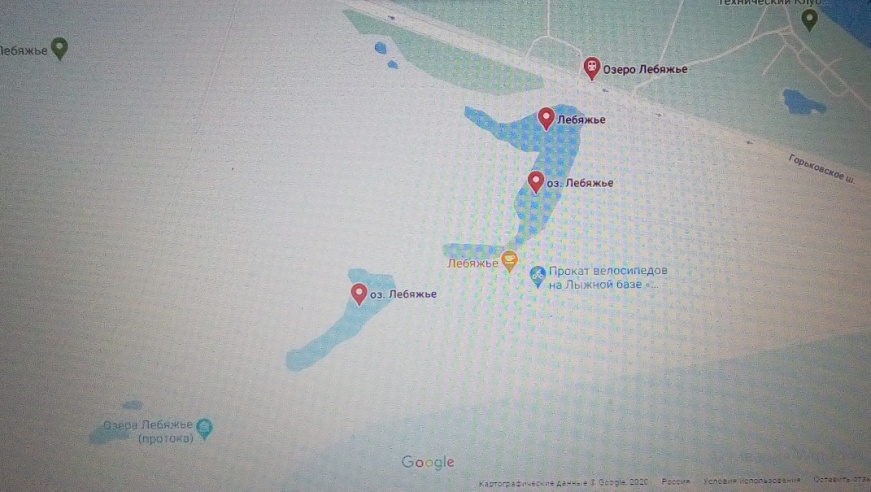 Технический Клуб...
Лебяжье
Озеро Лебяжье
Лебяжье
Горьковское ш.
оз. Лебяжье
Лебяжье
Прокат велосипедов
на Лыжной базе «...
оз. Лебяжье
Озера Лебяжье
(протока)
Google
Картографические данные © Google, 2020 Россия Условия использования Оставить отзы